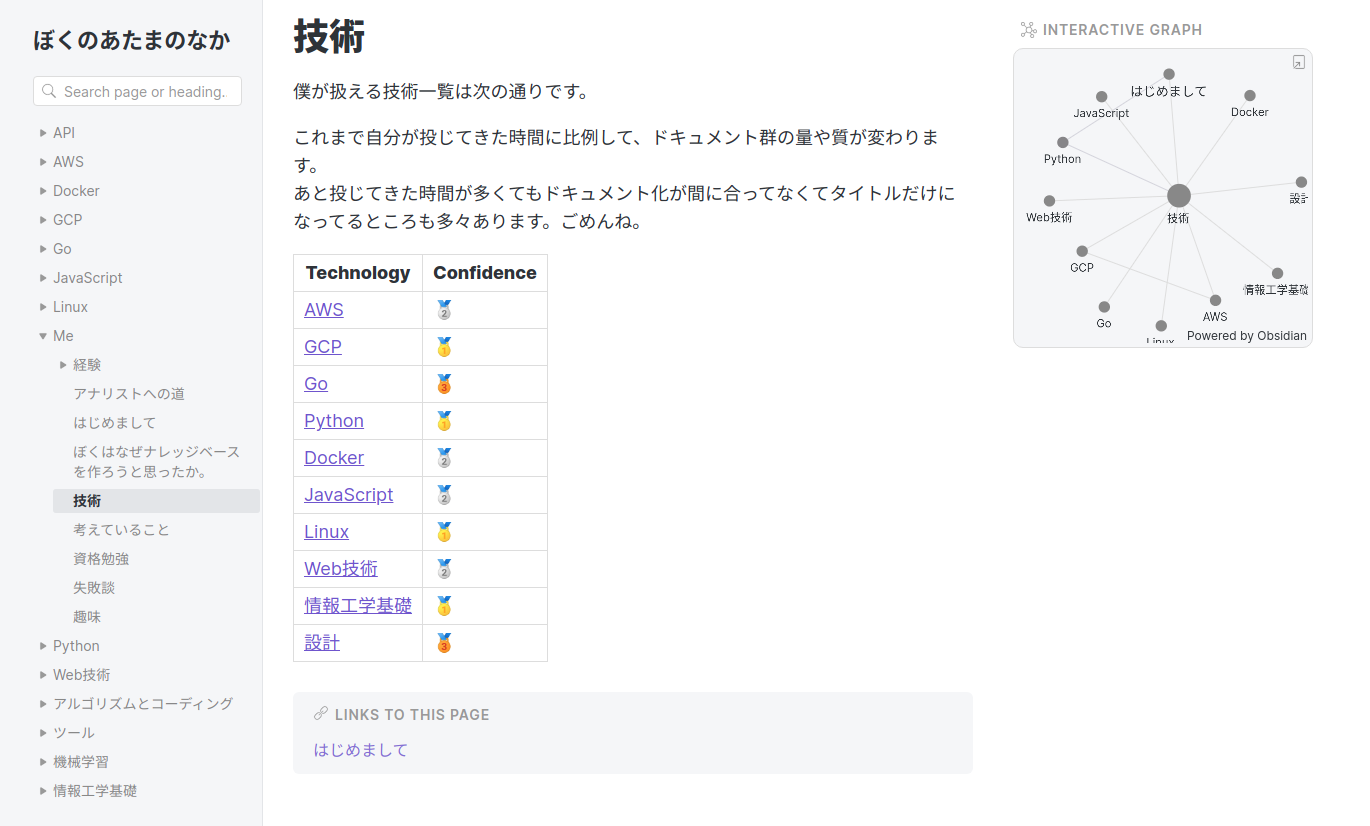 ぼくのあたまのなか
Search page or heading..
API
AWS
Docker
GCP
Go
JavaScript
Linux
Me
経験
アナリストへの道
はじめまして
ぼくはなぜナレッジベース
を作ろうと思ったか。
技術
考えていること
資格勉強
失敗談
趣味
Python
Web技術
アルゴリズムとコーディング
ツール
機械学習
情報工学基礎
技術
僕が扱える技術一覧は次の通りです。
これまで自分が投じてきた時間に比例して、ドキュメント群の量や質が変わりま
す。
あと投じてきた時間が多くてもドキュメント化が間に合ってなくてタイトルだけに
なってるところも多々あります。ごめんね。
Technology Confidence
AWS 🥈
GCP 🥇
Go 🥉
Python 🥇
Docker 🥈
JavaScript 🥈
Linux 🥇
Web技術 🥈
情報工学基礎 🥇
設計 🥉
LINKS TO THIS PAGE
はじめまして
INTERACTIVE GRAPH
はじめまして
JavaScript
Docker
Python
設計
Web技術
技術
GCP
情報工学基礎
AWS
Go
Linux
Powered by Obsidian